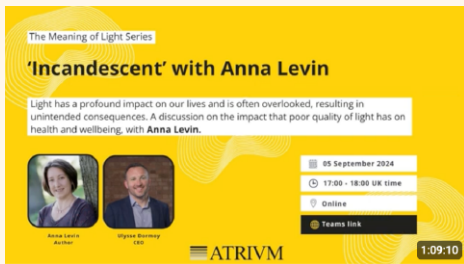 The Meaning of Light Series
‘Incandescent’ with Anna Levin
Light has a profound impact on our lives and is often overlooked, resulting in
unintended consequences. A discussion on the impact that poor quality of light has on
health and wellbeing, with Anna Levin.
Anna Levin
Author
Ulysse Dormoy
CEO
05 September 2024
17:00 - 18:00 UK time
Online
Teams link
ATRIVM
1:09:10